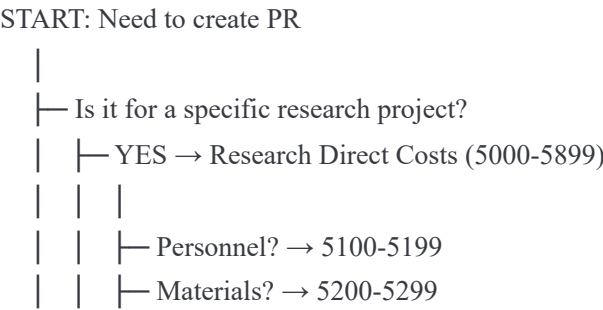 START: Need to create PR
│
├── Is it for a specific research project?
│ ├── YES → Research Direct Costs (5000-5899)
│ │ │
│ │ ├── Personnel? → 5100-5199
│ │ ├── Materials? → 5200-5299